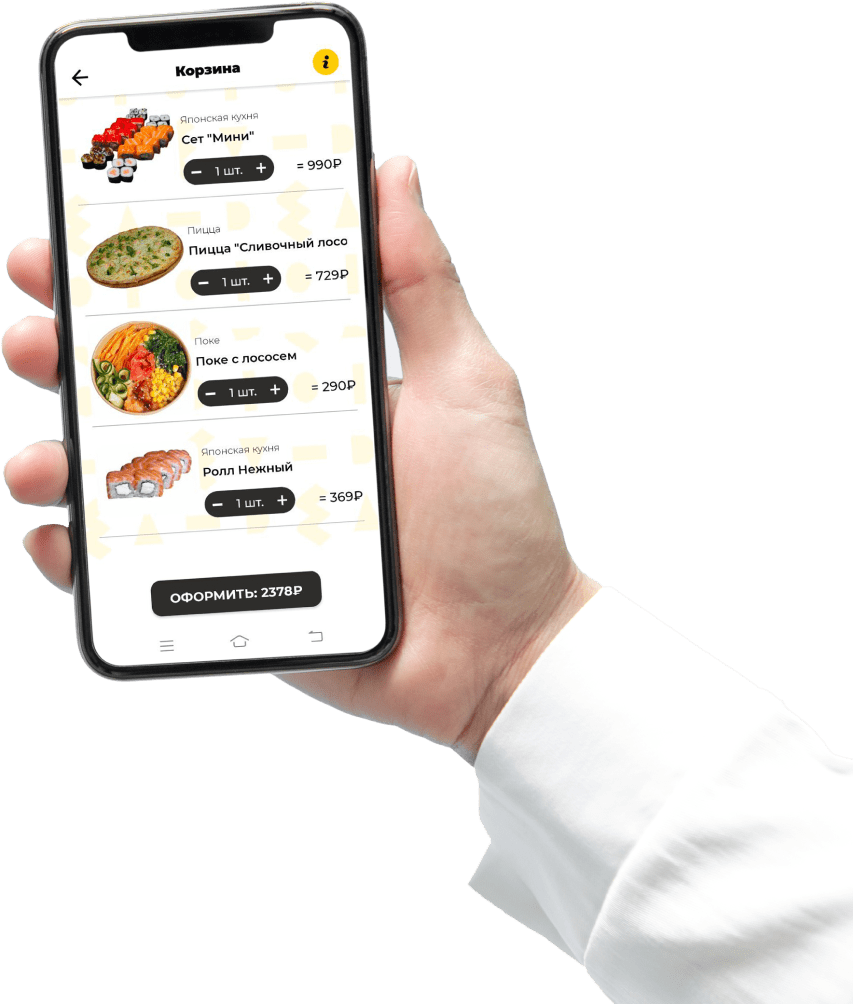 Корзина
i
Японская кухня
Сет "Мини"
− 1 шт. + = 990₽
Пицца
Пицца "Сливочный лосо
− 1 шт. + = 729₽
Поке
Поке с лососем
− 1 шт. + = 290₽
Японская кухня
Ролл Нежный
− 1 шт. + = 369₽
ОФОРМИТЬ: 2378₽